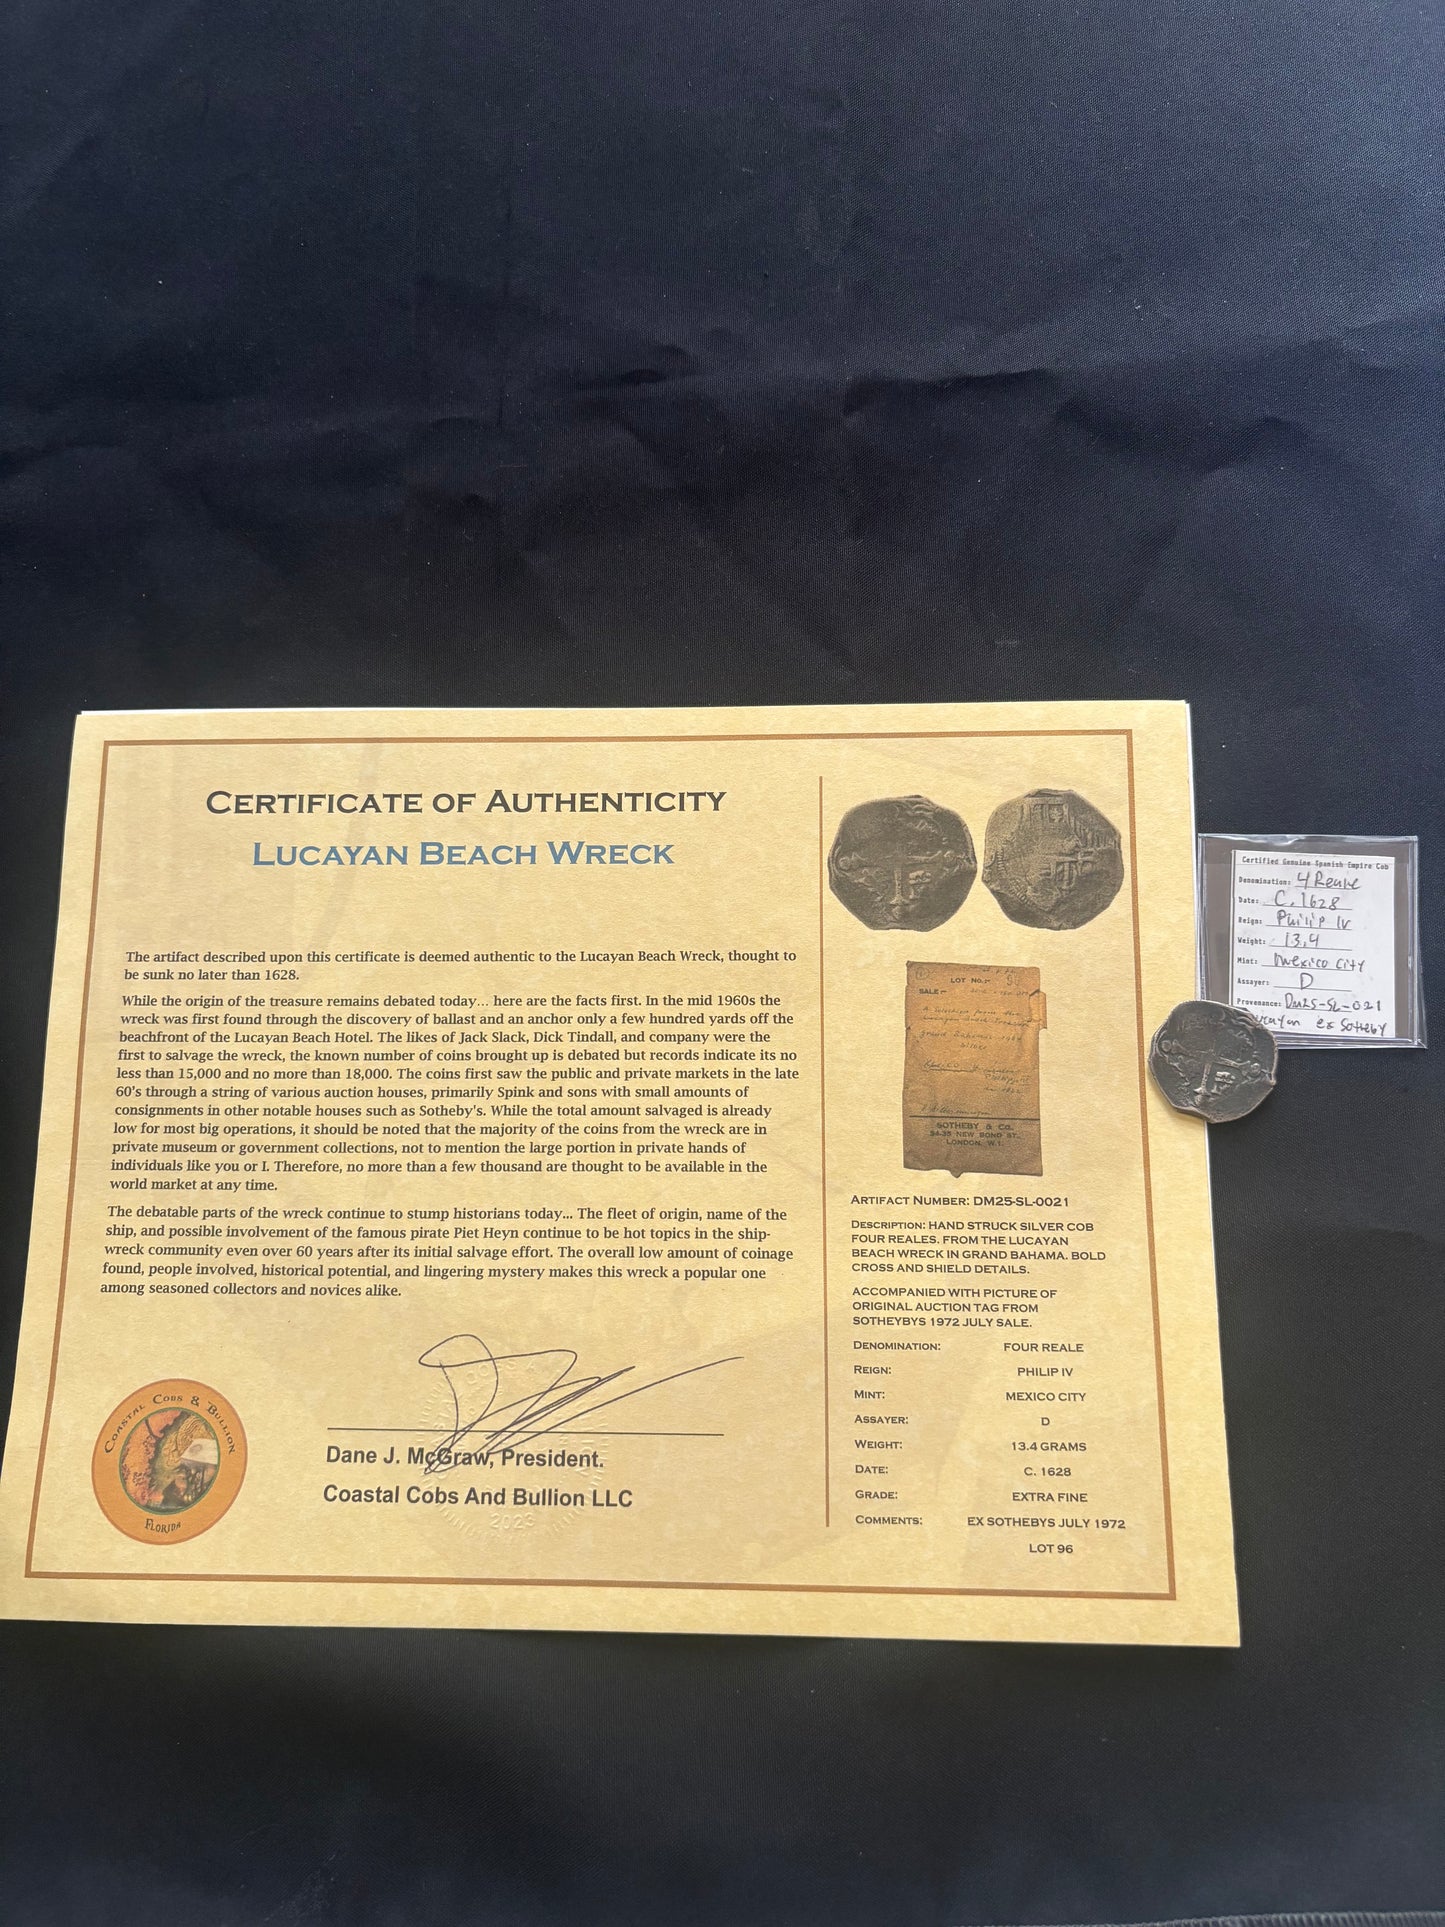 CERTIFICATE OF AUTHENTICITY
LUCAYAN BEACH WRECK
The artifact described upon this certificate is deemed authentic to the Lucayan Beach Wreck, thought to
be sunk no later than 1628.
While the origin of the treasure remains debated today... here are the facts first. In the mid 1960s the
wreck was first found through the discovery of ballast and an anchor only a few hundred yards off the
beachfront of the Lucayan Beach Hotel. The likes of Jack Slack, Dick Tindall, and company were the
first to salvage the wreck, the known number of coins brought up is debated but records indicate its no
less than 15,000 and no more than 18,000. The coins first saw the public and private markets in the late
60's through a string of various auction houses, primarily Spink and sons with small amounts of
consignments in other notable houses such as Sotheby's. While the total amount salvaged is already
low for most big operations, it should be noted that the majority of the coins from the wreck are in
private museum or government collections, not to mention the large portion in private hands of
individuals like you or I. Therefore, no more than a few thousand are thought to be available in the
world market at any time.
The debatable parts of the wreck continue to stump historians today... The fleet of origin, name of the
ship, and possible involvement of the famous pirate Piet Heyn continue to be hot topics in the ship-
wreck community even over 60 years after its initial salvage effort. The overall low amount of coinage
found, people involved, historical potential, and lingering mystery makes this wreck a popular one
among seasoned collectors and novices alike.
Dane J. McGraw, President.
Coastal Cobs And Bullion LLC
2023
COASTAL COBS & BULLION
FLORIDA
LOT NO.:- 96
SALE:-
Grand Bahama 1964
SOTHEBY & CO.
34-35 NEW BOND ST.,
LONDON, W.1.
ARTIFACT NUMBER: DM25-SL-0021
DESCRIPTION: HAND STRUCK SILVER COB
FOUR REALES. FROM THE LUCAYAN
BEACH WRECK IN GRAND BAHAMA. BOLD
CROSS AND SHIELD DETAILS.
ACCOMPANIED WITH PICTURE OF
ORIGINAL AUCTION TAG FROM
SOTHEYBYS 1972 JULY SALE.
DENOMINATION: FOUR REALE
REIGN: PHILIP IV
MINT: MEXICO CITY
ASSAYER: D
WEIGHT: 13.4 GRAMS
DATE: C. 1628
GRADE: EXTRA FINE
COMMENTS: EX SOTHEBYS JULY 1972
LOT 96
Certified Genuine Spanish Empire Cob
Denomination: 4 Reale
Date: C. 1628
Reign: Philip IV
Weight: 13.4
Mint: Mexico City
Assayer: D
Provenance: DM25-SL-021
ucayan ex Sotheby